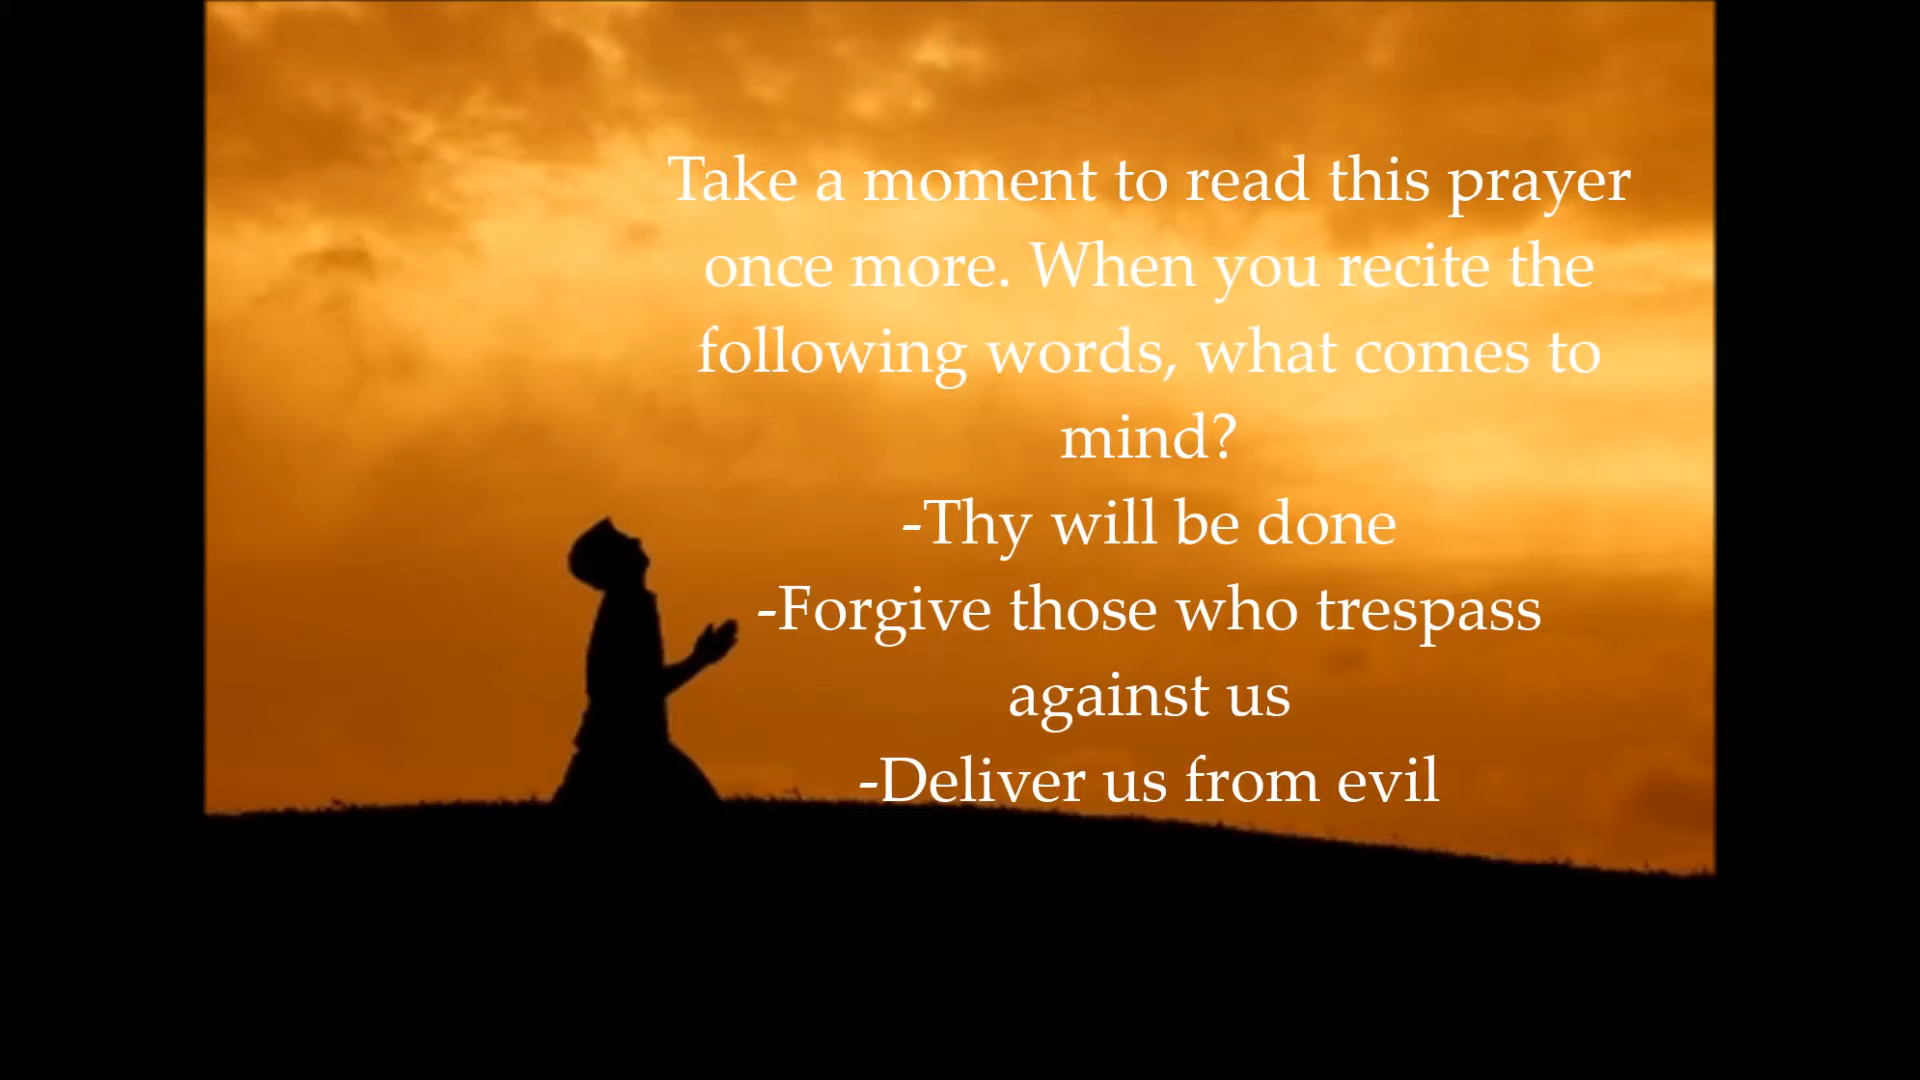 Take a moment to read this prayer
once more. When you recite the
following words, what comes to
mind?
-Thy will be done
-Forgive those who trespass
against us
-Deliver us from evil